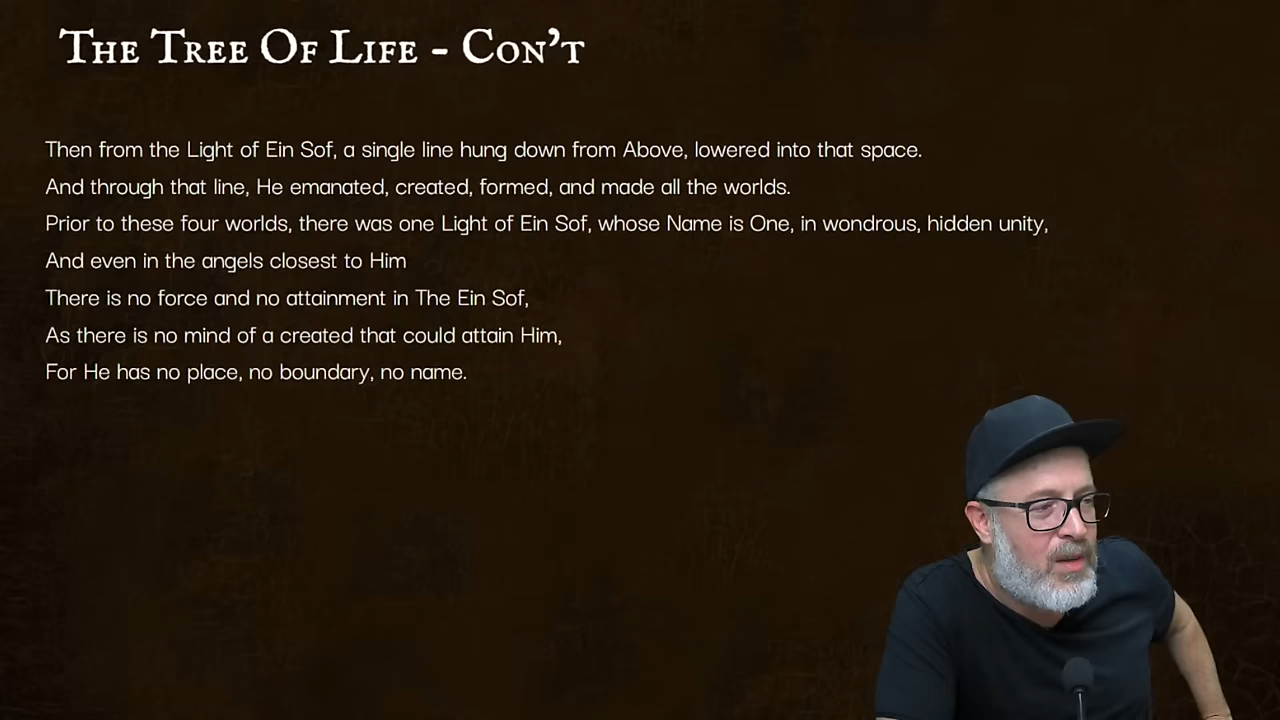 The Tree Of Life - Con't
Then from the Light of Ein Sof, a single line hung down from Above, lowered into that space.
And through that line, He emanated, created, formed, and made all the worlds.
Prior to these four worlds, there was one Light of Ein Sof, whose Name is One, in wondrous, hidden unity,
And even in the angels closest to Him
There is no force and no attainment in The Ein Sof,
As there is no mind of a created that could attain Him,
For He has no place, no boundary, no name.